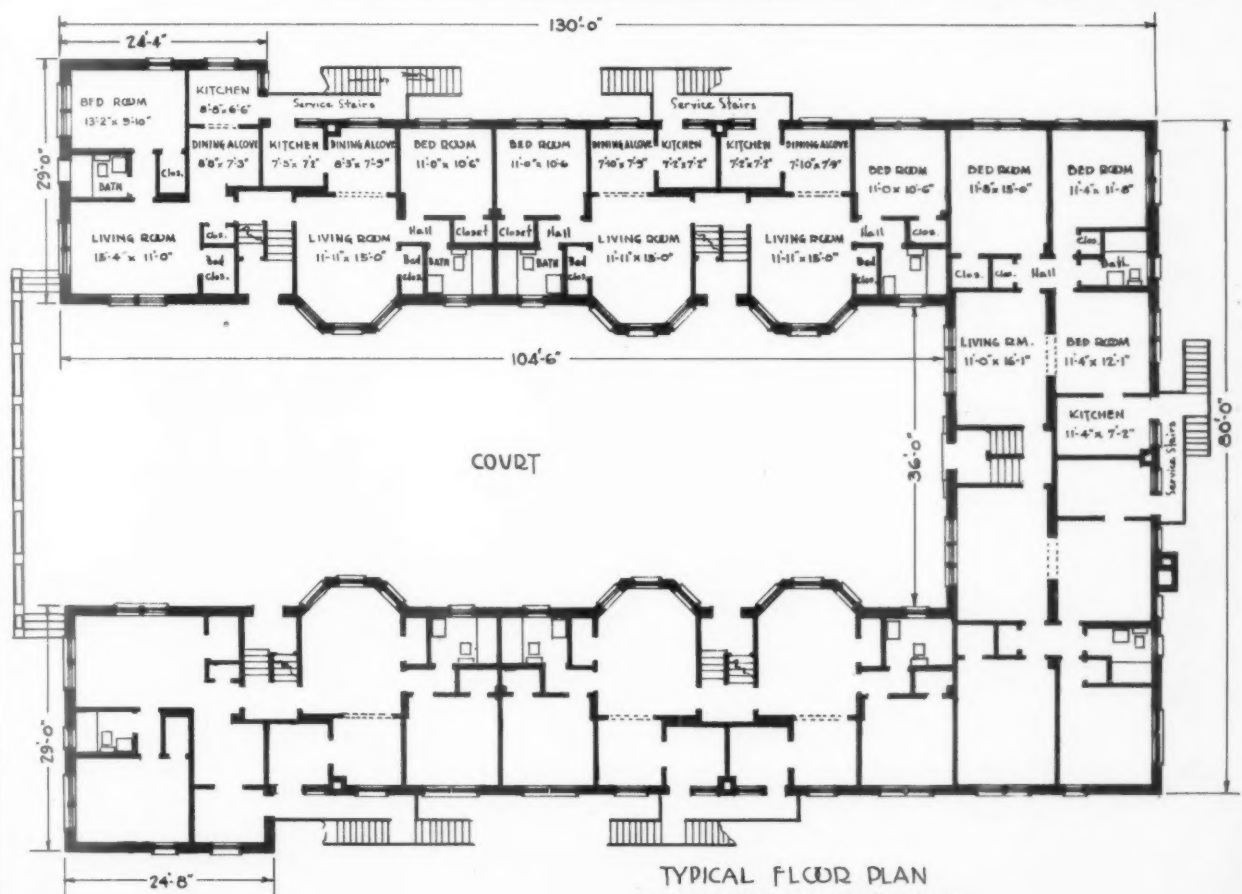 130'-0"
24'-4"
29'-0"
BED ROOM
13'-2" x 9'-10"
KITCHEN
8'-8" x 6'-6"
Service Stairs
Service Stairs
DINING ALCOVE
8'-8" x 7'-3"
KITCHEN
7'-3" x 7'-2"
DINING ALCOVE
8'-3" x 7'-9"
BED ROOM
11'-0" x 10'-6"
BED ROOM
11'-0" x 10'-6
DINING ALCOVE
7'-10" x 7'-9"
KITCHEN
7'-2" x 7'-2"
KITCHEN
7'-2" x 7'-2"
DINING ALCOVE
7'-10" x 7'-9"
BED ROOM
11'-0" x 10'-6"
BED ROOM
11'-8" x 15'-0"
BED ROOM
11'-4" x 11'-8"
BATH
Clos.
LIVING ROOM
15'-4" x 11'-0"
Clos.
Bed
Clos.
LIVING ROOM
11'-11" x 15'-0"
Hall
Closet
Closet
Hall
Bed
clos.
BATH
BATH
Bed
clos.
LIVING ROOM
11'-11" x 15'-0"
LIVING ROOM
11'-11" x 15'-0"
Hall
Clos.
Bed
clos.
Clos.
Bath
Clos.
Clos.
Hall
LIVING RM.
11'-0" x 16'-1"
BED ROOM
11'-4" x 12'-1"
KITCHEN
11'-4" x 7'-2"
Service Stairs
80'-0"
104'-6"
36'-0"
COURT
29'-0"
24'-8"
TYPICAL FLOOR PLAN